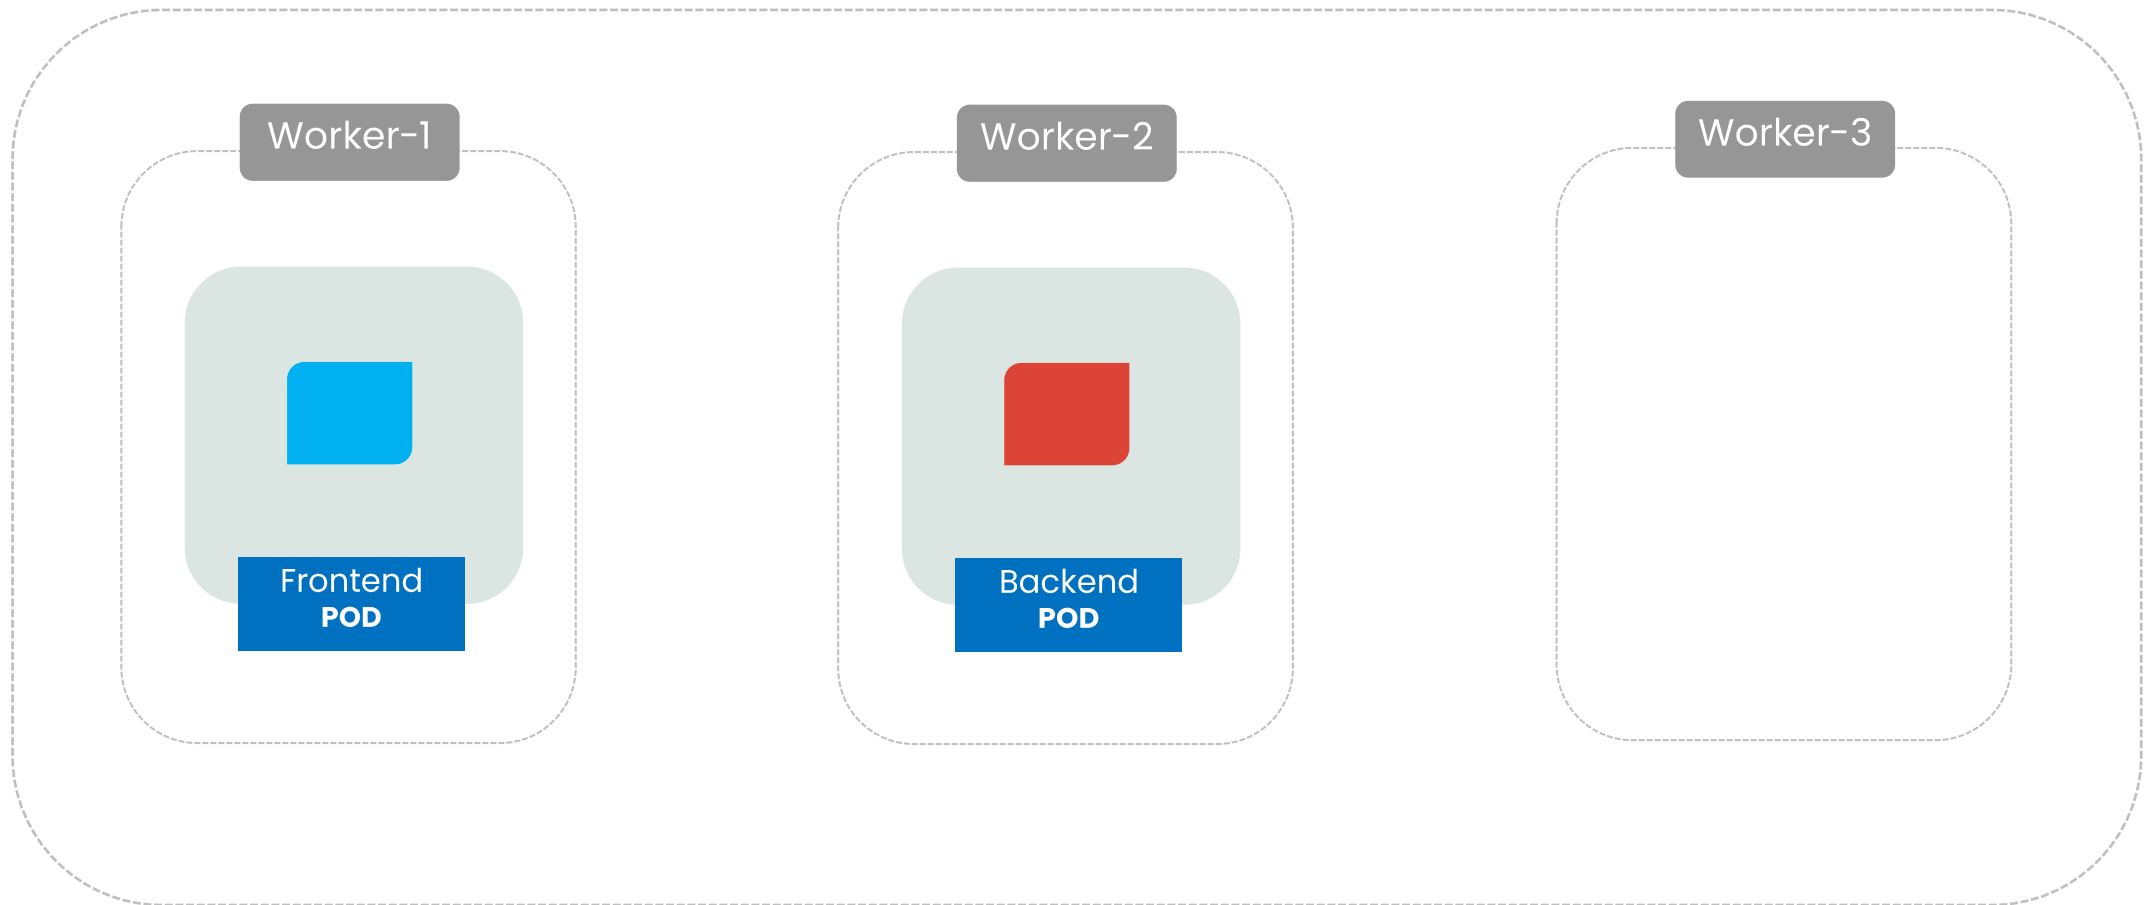 Worker-1
Worker-2
Worker-3
Frontend
POD
Backend
POD